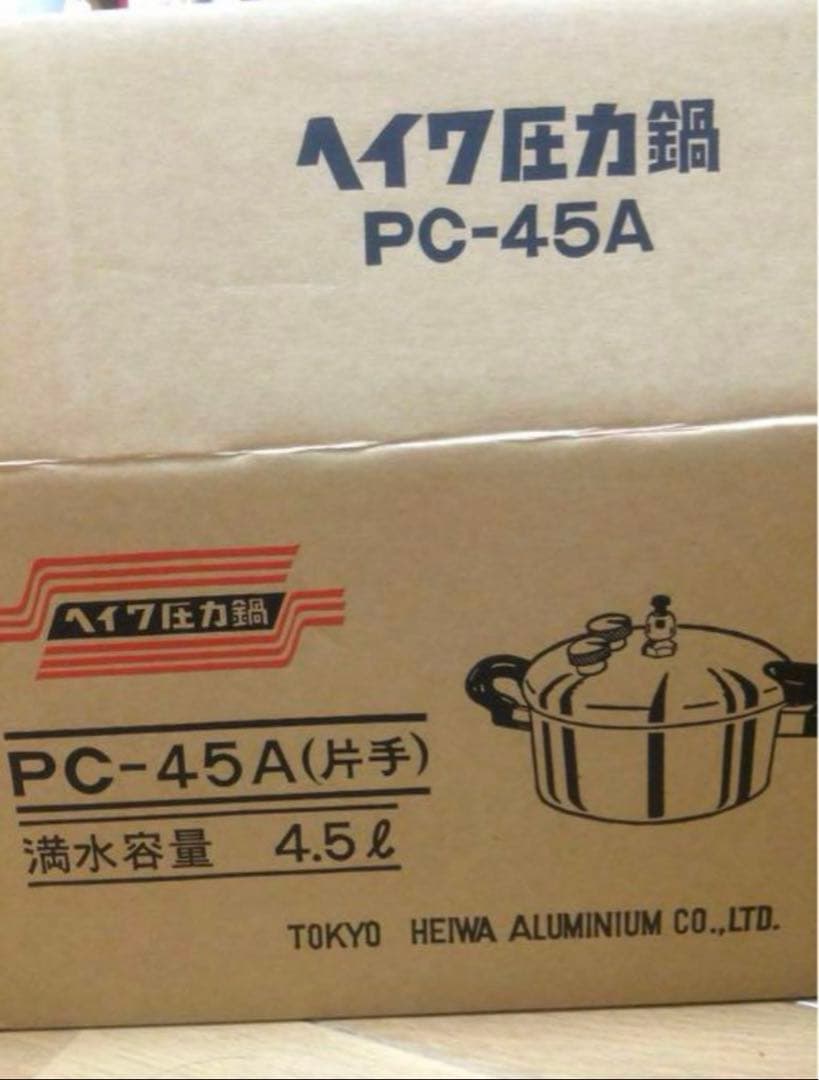 ヘイワ圧力鍋
PC-45A
ヘイワ圧力鍋
PC-45A(片手)
満水容量 4.5ℓ
TOKYO HEIWA ALUMINIUM CO.,LTD.